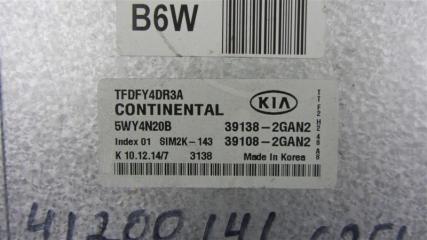 B6W
TFDFY4DR3A
CONTINENTAL KIA
5WY4N20B 39138-2GAN2
Index 01 SIM2K-143 39108-2GAN2
K 10.12.14/7 3138 Made In Korea
41200141